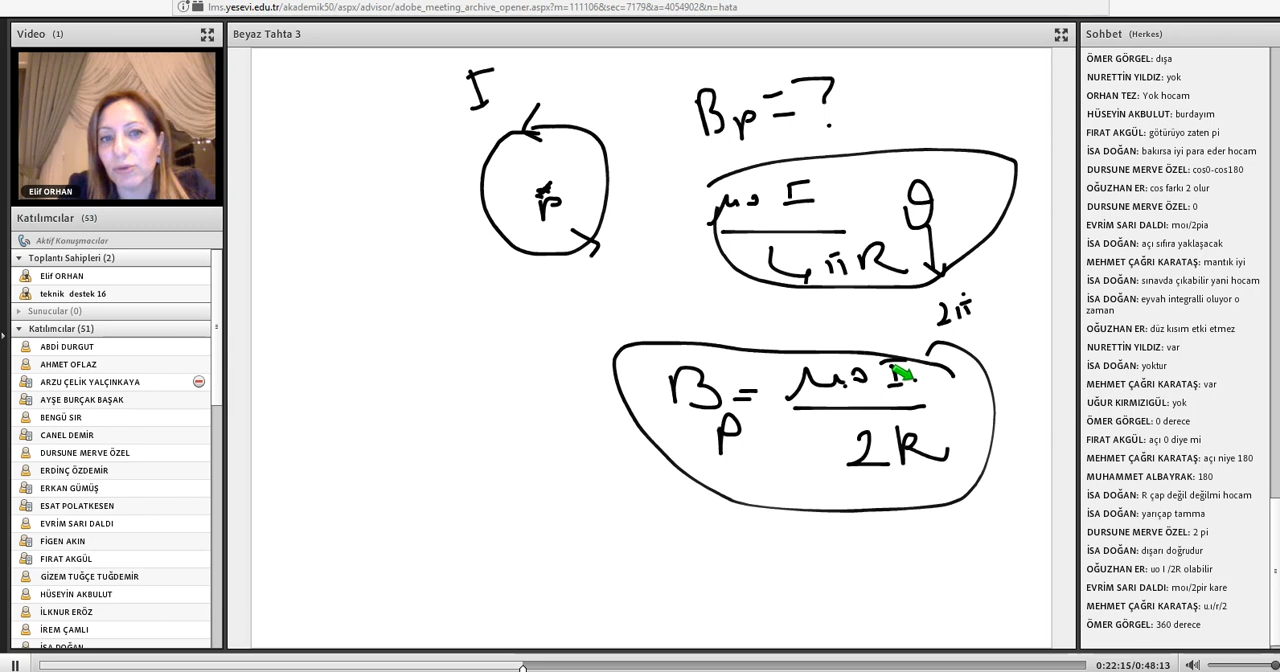 lms.yesevi.edu.tr/akademik50/aspx/advisor/adobe_meeting_archive_opener.aspx?m=111106&sec=7179&a=4054902&n=hata
Video (1)
Elif ORHAN
Katılımcılar (53)
Aktif Konuşmacılar
Toplantı Sahipleri (2)
Elif ORHAN
teknik destek 16
Sunucular (0)
Katılımcılar (51)
ABDİ DURGUT
AHMET OFLAZ
ARZU ÇELİK YALÇINKAYA
AYŞE BURÇAK BAŞAK
BENGÜ SIR
CANEL DEMİR
DURSUNE MERVE ÖZEL
ERDİNÇ ÖZDEMİR
ERKAN GÜMÜŞ
ESAT POLATKESEN
EVRİM SARI DALDI
FİGEN AKIN
FIRAT AKGÜL
GİZEM TUĞÇE TUĞDEMİR
HÜSEYİN AKBULUT
İLKNUR ERÖZ
İREM ÇAMLI
İSA DOĞAN
Beyaz Tahta 3
I
P
Bp = ?
μo I θ
4πR
2π
Bp = μo I
2R
Sohbet (Herkes)
ÖMER GÖRGEL: dışa
NURETTİN YILDIZ: yok
ORHAN TEZ: Yok hocam
HÜSEYİN AKBULUT: burdayım
FIRAT AKGÜL: götürüyo zaten pi
İSA DOĞAN: bakırsa iyi para eder hocam
DURSUNE MERVE ÖZEL: cos0-cos180
OĞUZHAN ER: cos farkı 2 olur
DURSUNE MERVE ÖZEL: 0
EVRİM SARI DALDI: moı/2pia
İSA DOĞAN: açı sıfıra yaklaşacak
MEHMET ÇAĞRI KARATAŞ: mantık iyi
İSA DOĞAN: sınavda çıkabilir yani hocam
İSA DOĞAN: eyvah integralli oluyor o
zaman
OĞUZHAN ER: düz kısım etki etmez
NURETTİN YILDIZ: var
İSA DOĞAN: yoktur
MEHMET ÇAĞRI KARATAŞ: var
UĞUR KIRMIZIGÜL: yok
ÖMER GÖRGEL: 0 derece
FIRAT AKGÜL: açı 0 diye mi
MEHMET ÇAĞRI KARATAŞ: açı niye 180
MUHAMMET ALBAYRAK: 180
İSA DOĞAN: R çap değil değilmi hocam
İSA DOĞAN: yarıçap tamma
DURSUNE MERVE ÖZEL: 2 pi
İSA DOĞAN: dışarı doğrudur
OĞUZHAN ER: uo I /2R olabilir
EVRİM SARI DALDI: moı/2pir kare
MEHMET ÇAĞRI KARATAŞ: u.i/r/2
ÖMER GÖRGEL: 360 derece
0:22:15/0:48:13